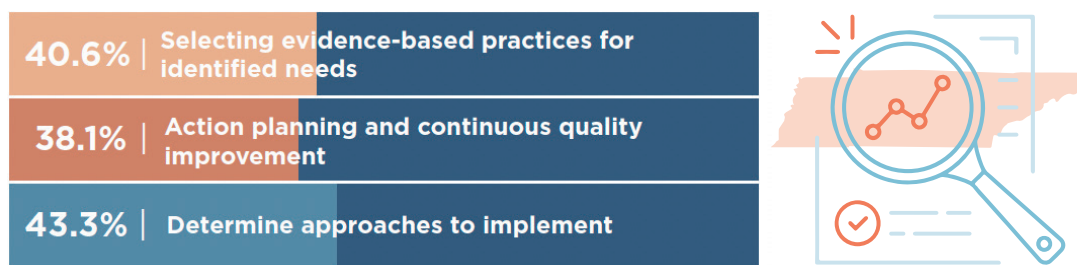 40.6% | Selecting evidence-based practices for
identified needs
38.1% | Action planning and continuous quality
improvement
43.3% | Determine approaches to implement